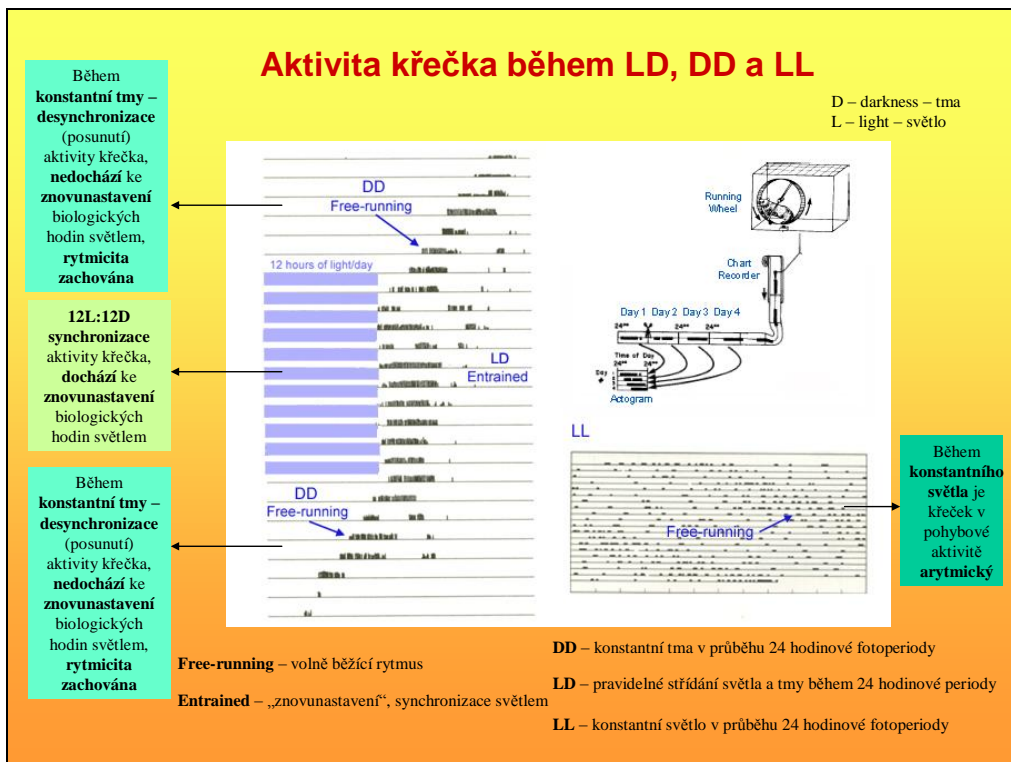 Aktivita křečka během LD, DD a LL
D – darkness – tma
L – light – světlo
Během
konstantní tmy –
desynchronizace
(posunutí)
aktivity křečka,
nedochází ke
znovunastavení
biologických
hodin světlem,
rytmicita
zachována
12L:12D
synchronizace
aktivity křečka,
dochází ke
znovunastavení
biologických
hodin světlem
Během
konstantní tmy –
desynchronizace
(posunutí)
aktivity křečka,
nedochází ke
znovunastavení
biologických
hodin světlem,
rytmicita
zachována
DD
Free-running
12 hours of light/day
LD
Entrained
DD
Free-running
Running
Wheel
Chart
Recorder
Day 1 Day 2 Day 3 Day 4
24⁰⁰ 24⁰⁰ 24⁰⁰
Time of Day
24⁰⁰ 24⁰⁰
Day
Actogram
LL
Free-running
Během
konstantního
světla je
křeček v
pohybové
aktivitě
arytmický
Free-running – volně běžící rytmus
Entrained – „znovunastavení“, synchronizace světlem
DD – konstantní tma v průběhu 24 hodinové fotoperiody
LD – pravidelné střídání světla a tmy během 24 hodinové periody
LL – konstantní světlo v průběhu 24 hodinové fotoperiody